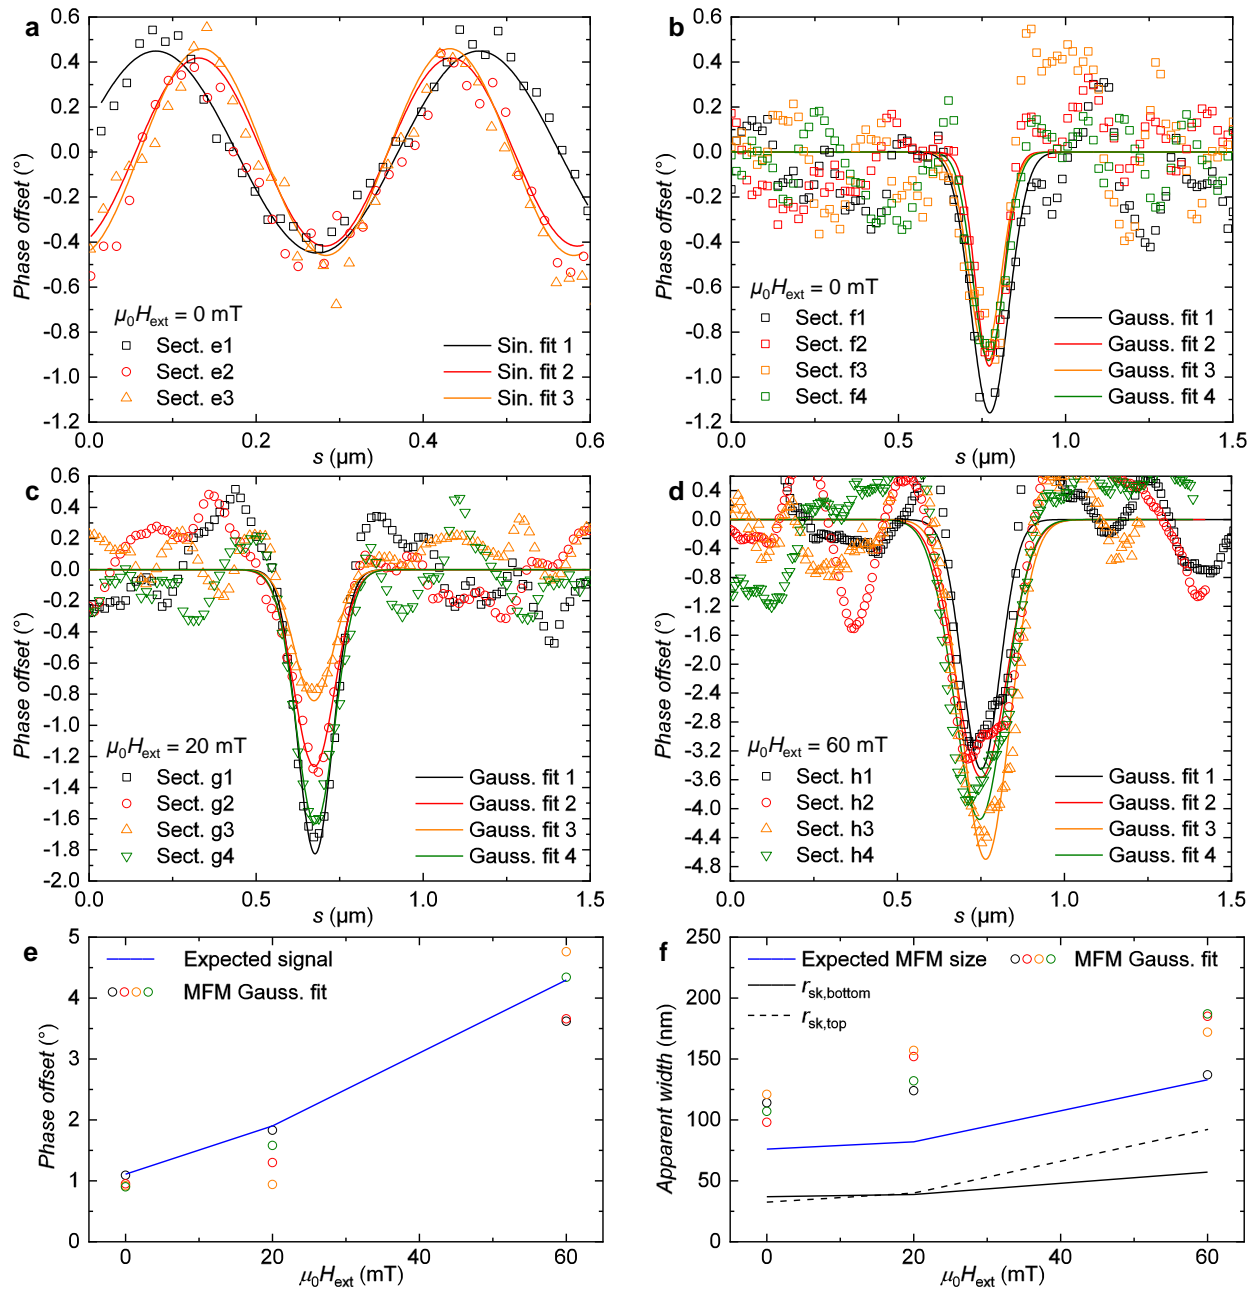 a
0.6
0.4
0.2
0.0
-0.2
-0.4
-0.6
-0.8
-1.0
-1.2
Phase offset (°)
μ0Hext = 0 mT
Sect. e1
Sect. e2
Sect. e3
Sin. fit 1
Sin. fit 2
Sin. fit 3
0.0 0.2 0.4 0.6
s (μm)
b
0.6
0.4
0.2
0.0
-0.2
-0.4
-0.6
-0.8
-1.0
-1.2
Phase offset (°)
μ0Hext = 0 mT
Sect. f1
Sect. f2
Sect. f3
Sect. f4
Gauss. fit 1
Gauss. fit 2
Gauss. fit 3
Gauss. fit 4
0.0 0.5 1.0 1.5
s (μm)
c
0.6
0.4
0.2
0.0
-0.2
-0.4
-0.6
-0.8
-1.0
-1.2
-1.4
-1.6
-1.8
-2.0
Phase offset (°)
μ0Hext = 20 mT
Sect. g1
Sect. g2
Sect. g3
Sect. g4
Gauss. fit 1
Gauss. fit 2
Gauss. fit 3
Gauss. fit 4
0.0 0.5 1.0 1.5
s (μm)
d
0.4
0.0
-0.4
-0.8
-1.2
-1.6
-2.0
-2.4
-2.8
-3.2
-3.6
-4.0
-4.4
-4.8
Phase offset (°)
μ0Hext = 60 mT
Sect. h1
Sect. h2
Sect. h3
Sect. h4
Gauss. fit 1
Gauss. fit 2
Gauss. fit 3
Gauss. fit 4
0.0 0.5 1.0 1.5
s (μm)
e
5
4
3
2
1
0
Phase offset (°)
Expected signal
MFM Gauss. fit
0 20 40 60
μ0Hext (mT)
f
250
200
150
100
50
0
Apparent width (nm)
Expected MFM size
MFM Gauss. fit
rsk,bottom
rsk,top
0 20 40 60
μ0Hext (mT)